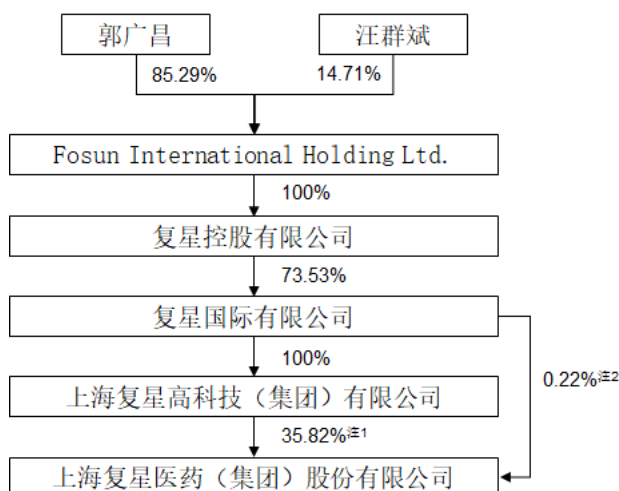 郭广昌
汪群斌
85.29%
14.71%
Fosun International Holding Ltd.
100%
复星控股有限公司
73.53%
复星国际有限公司
100%
0.22%注2
上海复星高科技（集团）有限公司
35.82%注1
上海复星医药（集团）股份有限公司